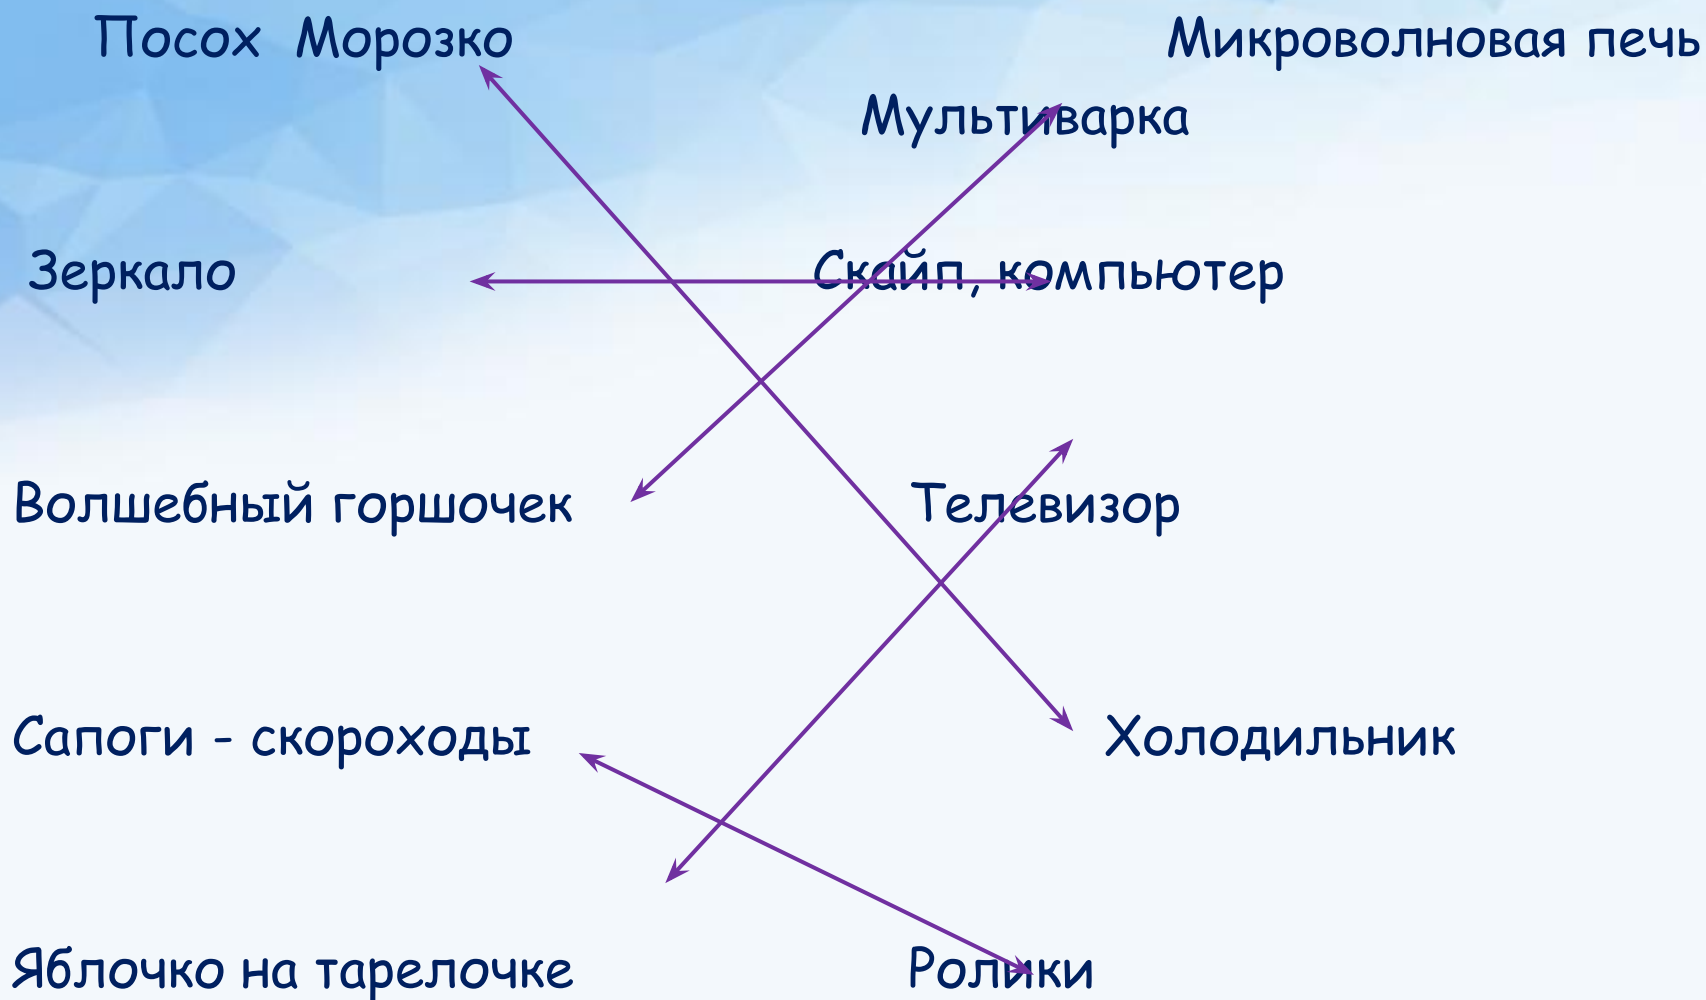 Посох Морозко Микроволновая печь
Мультиварка
Зеркало Скайп, компьютер
Волшебный горшочек Телевизор
Сапоги - скороходы Холодильник
Яблочко на тарелочке Ролики